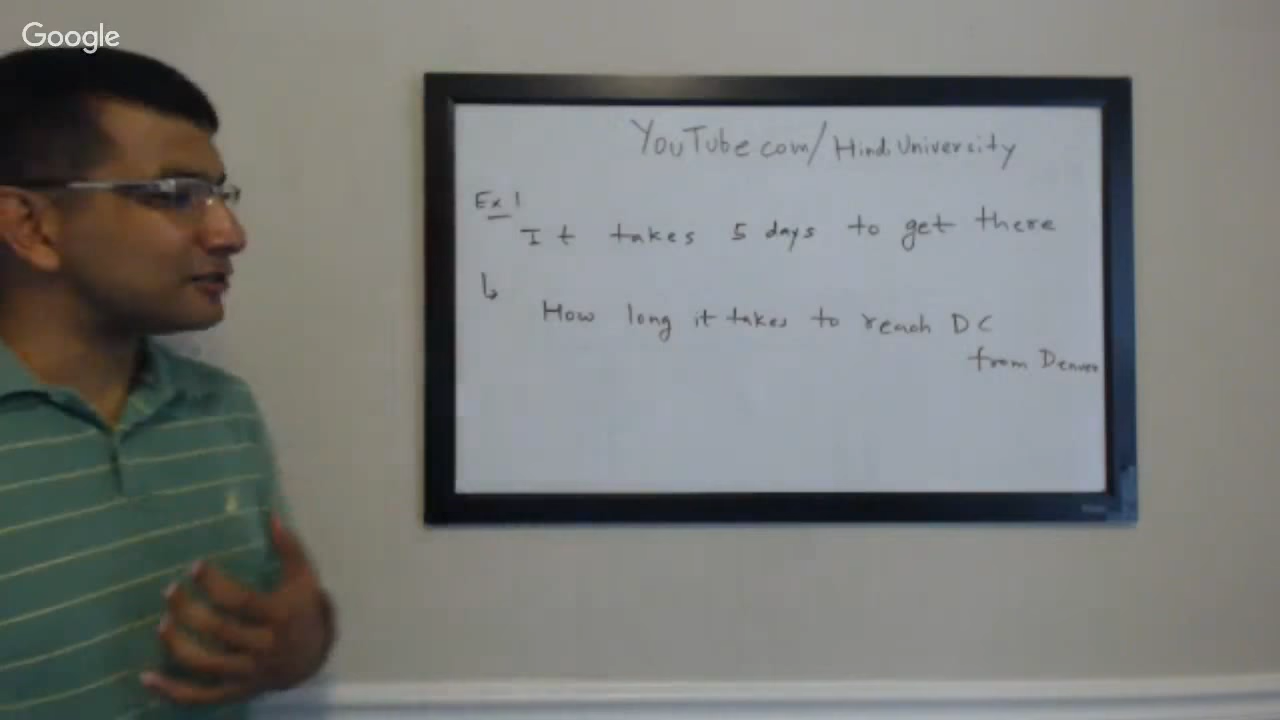 Google
YouTube.com/HindiUniversity
Ex 1
It takes 5 days to get there
How long it takes to reach DC
from Denver